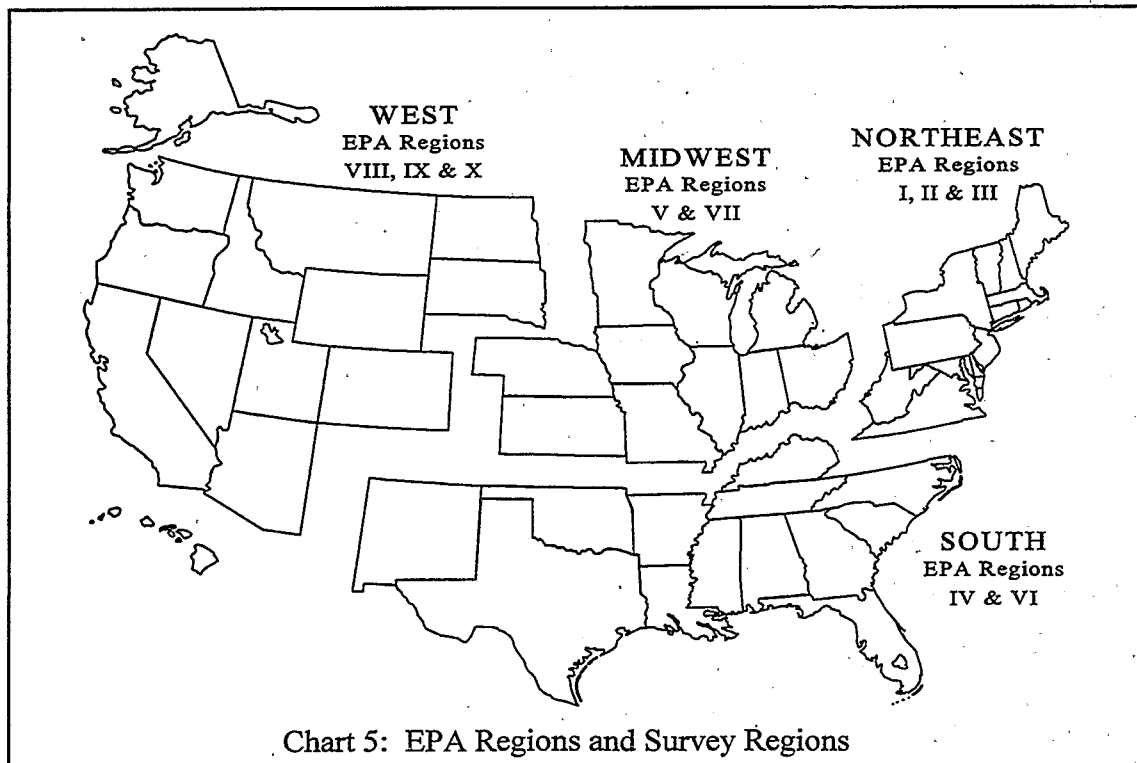 WEST
EPA Regions
VIII, IX & X
MIDWEST
EPA Regions
V & VII
NORTHEAST
EPA Regions
I, II & III
SOUTH
EPA Regions
IV & VI
Chart 5: EPA Regions and Survey Regions